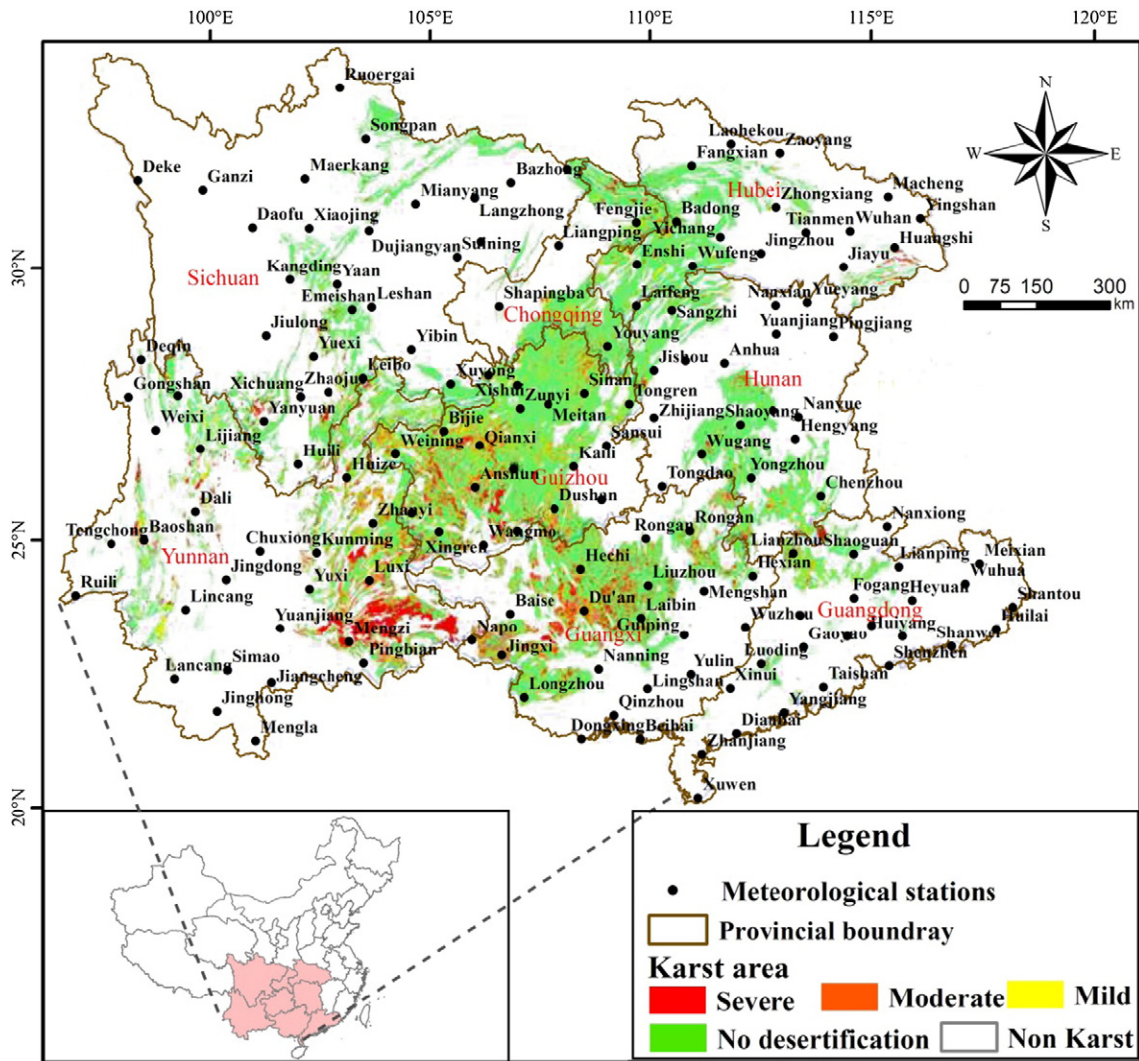 100°E 105°E 110°E 115°E 120°E
Ruoergai
Songpan
Laohekou
Zaoyang
Fangxian
N
W E
S
Deke
Ganzi
Maerkang
Bazhong
Mianyang
Langzhong
Hubei
Zhongxiang
Macheng
Yingshan
Daofu
Xiaojing
Fengjie
Badong
Tianmen
Wuhan
Dujiangyan
Suining
Liangping
Yichang
Jingzhou
Huangshi
Enshi
Wufeng
Jiayu
30°N
Sichuan
Kangding
Yaan
Emeishan
Leshan
Shapingba
Chongqing
Laifeng
Sangzhi
Nanxian
Yueyang
0 75 150 300
km
Jiulong
Yuexi
Yibin
Youyang
Yuanjiang
Pingjiang
Jishou
Anhua
Deqin
Gongshan
Xichuang
Zhaoju
Leibo
Xuyong
Xishui
Zunyi
Sinan
Hunan
Weixi
Yanyuan
Bijie
Meitan
Tongren
Zhijiang
Shaoyang
Nanyue
Lijiang
Huili
Weining
Qianxi
Sansui
Wugang
Hengyang
Huize
Anshun
Kaili
Guizhou
Tongdao
Yongzhou
Dali
Zhanyi
Dushan
Chenzhou
25°N
Tengchong
Baoshan
Chuxiong
Kunming
Xingren
Wangmo
Rongan
Rongan
Nanxiong
Yunnan
Jingdong
Luxi
Hechi
Lianzhou
Shaoguan
Lianping
Meixian
Ruili
Yuxi
Liuzhou
Hexian
Wuhua
Lincang
Baise
Du'an
Mengshan
Fogang
Heyuan
Shantou
Yuanjiang
Laibin
Guiping
Wuzhou
Guangdong
Huilai
Mengzi
Napo
Guangxi
Gaoyao
Huiyang
Shanwei
Lancang
Simao
Pingbian
Jingxi
Nanning
Yulin
Luoding
Shenzhen
Jiangcheng
Longzhou
Lingshan
Xinui
Taishan
Jinghong
Qinzhou
Yangjiang
Mengla
Dongxing
Beihai
Dianbai
Zhanjiang
Xuwen
20°N
Legend
Meteorological stations
Provincial boundray
Karst area
Severe Moderate Mild
No desertification Non Karst